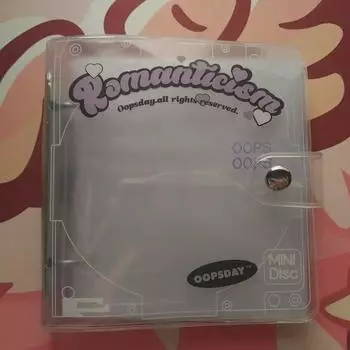 Romanticism
Oopsday.all rights reserved.
OOPS
OOPS
OOPSDAY
MINI
Disc